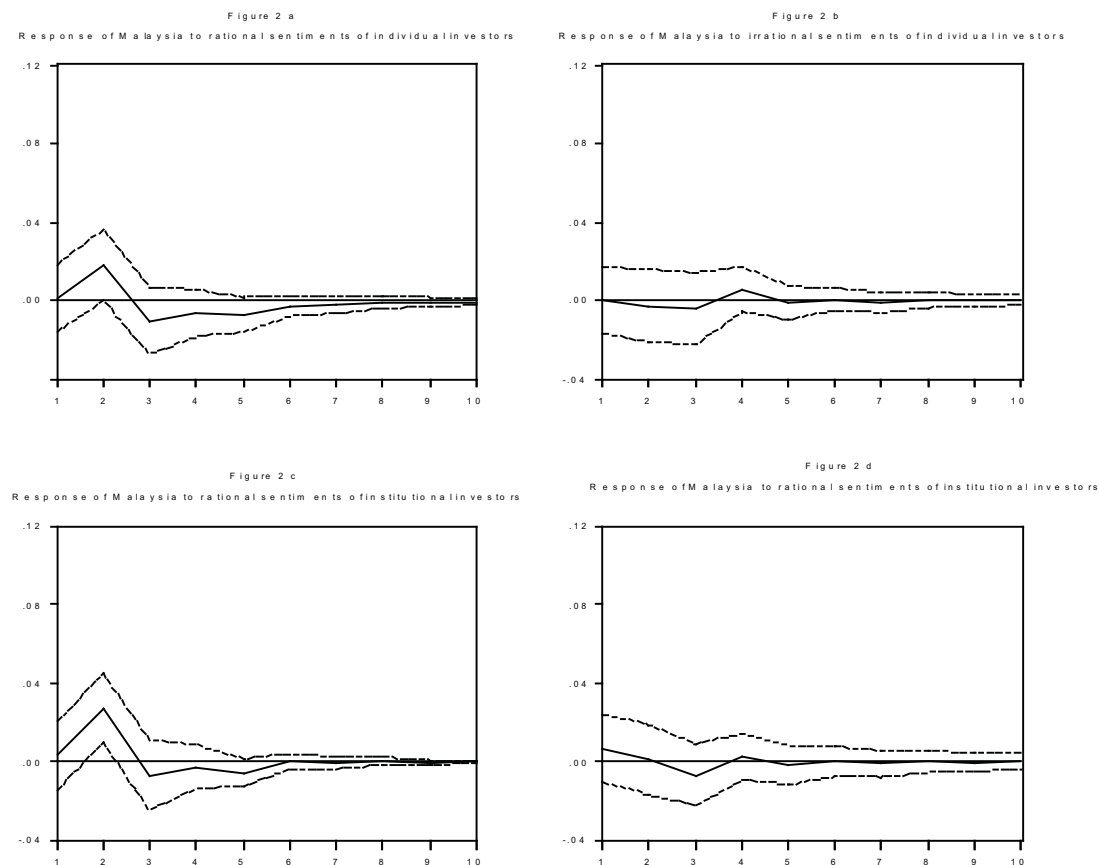 Figure 2 a
Response of Malaysia to rational sentiments of individual investors
.12
.08
.04
.00
1 2 3 4 5 6 7 8 9 10
Figure 2 b
Response of Malaysia to irrational sentiments of individual investors
.12
.08
.04
.00
-.04
1 2 3 4 5 6 7 8 9 10
Figure 2 c
Response of Malaysia to rational sentiments of institutional investors
.12
.08
.04
.00
-.04
1 2 3 4 5 6 7 8 9 10
Figure 2 d
Response of Malaysia to rational sentiments of institutional investors
.12
.08
.04
.00
-.04
1 2 3 4 5 6 7 8 9 10